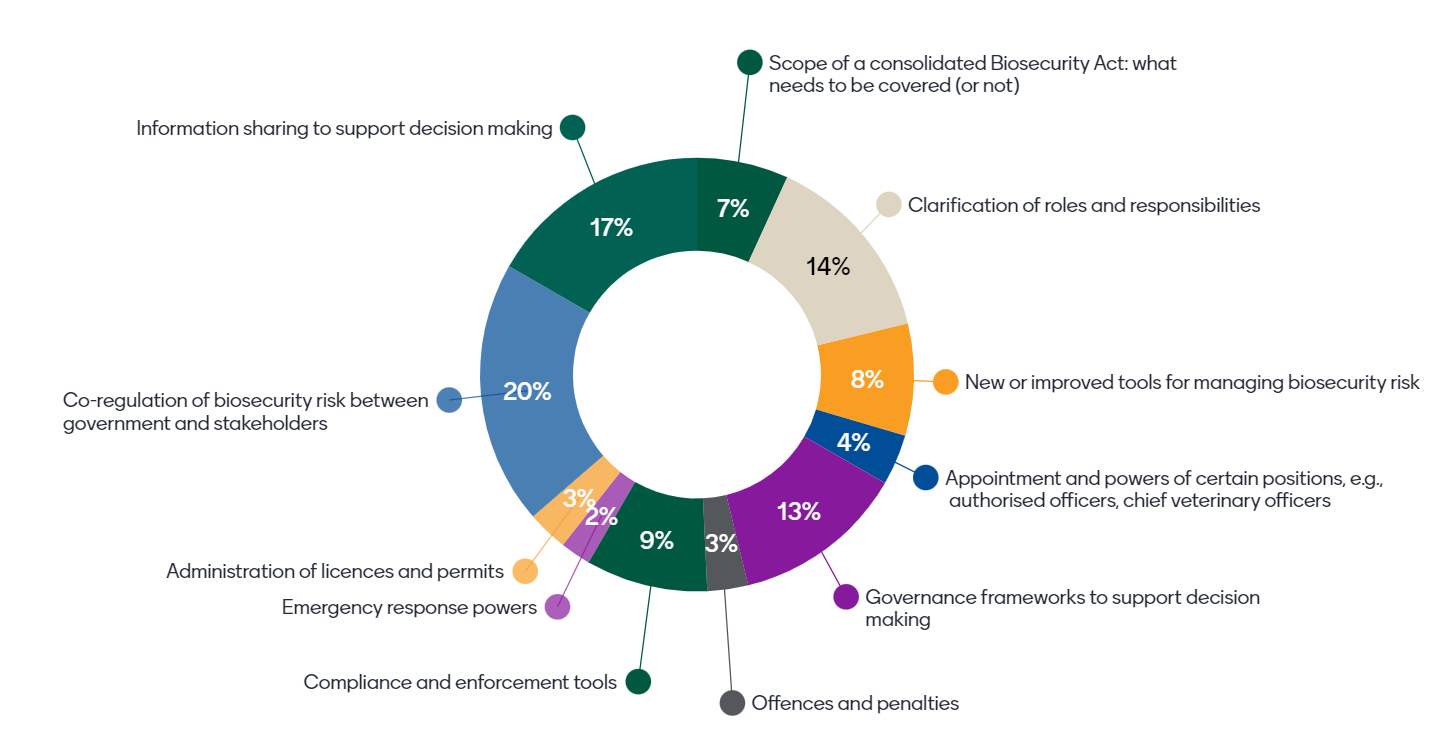 Scope of a consolidated Biosecurity Act: what
needs to be covered (or not)
Information sharing to support decision making
Clarification of roles and responsibilities
7%
17%
14%
8%
New or improved tools for managing biosecurity risk
20%
Co-regulation of biosecurity risk between
government and stakeholders
4%
Appointment and powers of certain positions, e.g.,
authorised officers, chief veterinary officers
3%
2%
13%
9%
3%
Administration of licences and permits
Emergency response powers
Governance frameworks to support decision
making
Compliance and enforcement tools
Offences and penalties